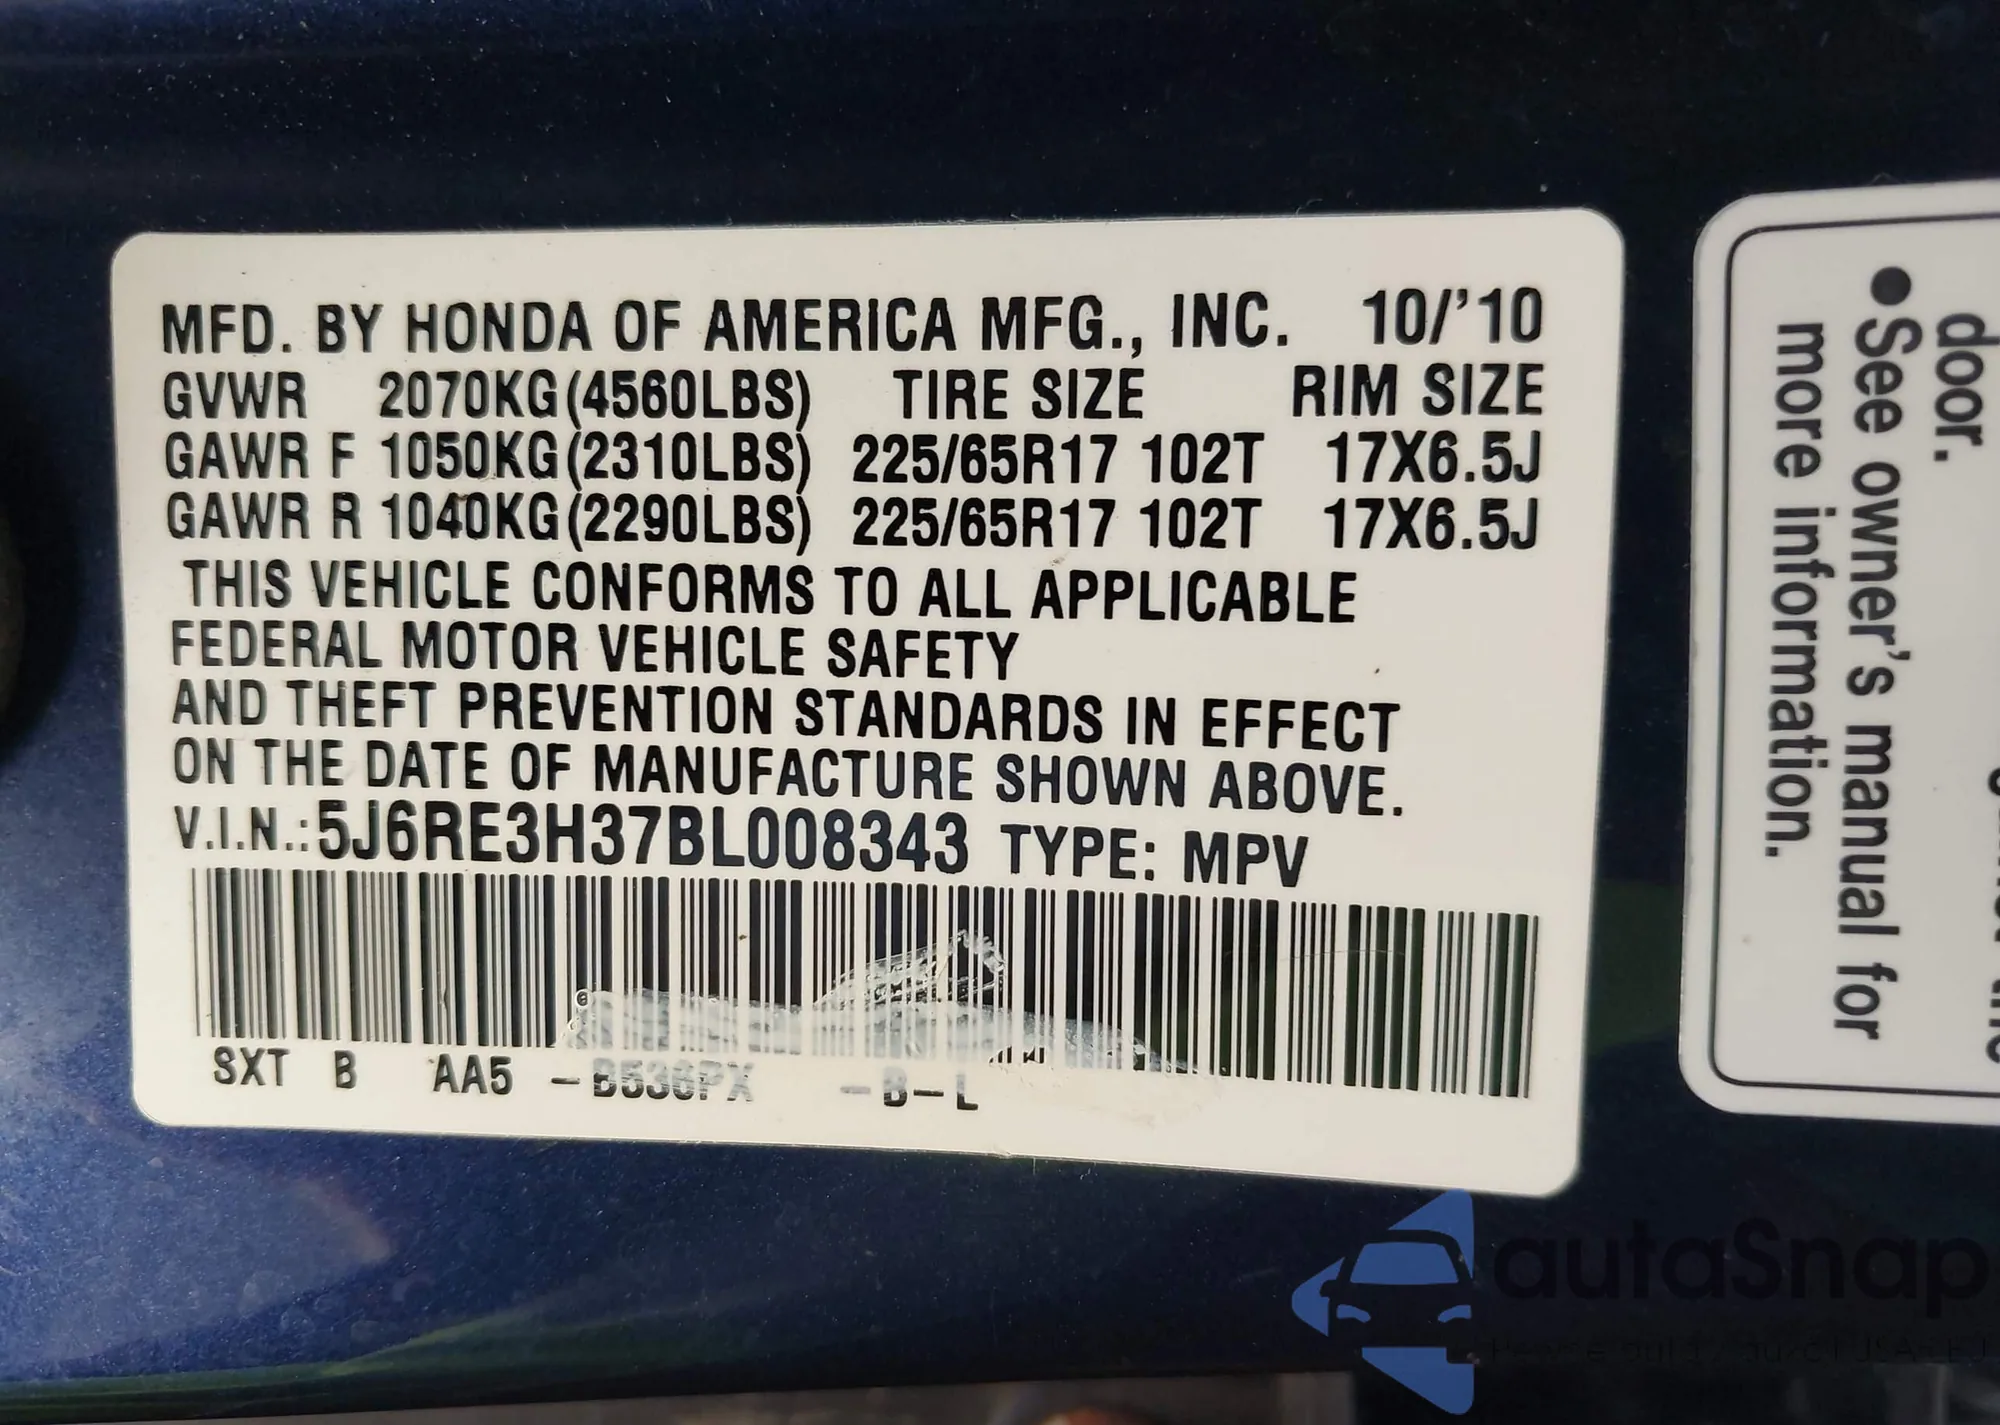 MFD. BY HONDA OF AMERICA MFG., INC. 10/'10
GVWR 2070KG(4560LBS) TIRE SIZE RIM SIZE
GAWR F 1050KG(2310LBS) 225/65R17 102T 17X6.5J
GAWR R 1040KG(2290LBS) 225/65R17 102T 17X6.5J
THIS VEHICLE CONFORMS TO ALL APPLICABLE
FEDERAL MOTOR VEHICLE SAFETY
AND THEFT PREVENTION STANDARDS IN EFFECT
ON THE DATE OF MANUFACTURE SHOWN ABOVE.
V.I.N.:5J6RE3H37BL008343 TYPE: MPV
SXT B AA5 -B536PX -B-L
door.
●See owner's manual for
more information.
autaSnap